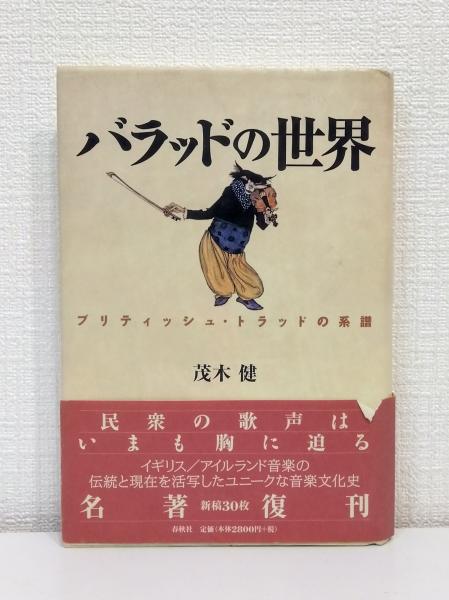 バラッドの世界
ブリティッシュ・トラッドの系譜
茂木 健
民衆の歌声は
いまも胸に迫る
イギリス／アイルランド音楽の
伝統と現在を活写したユニークな音楽文化史
名著 新稿30枚 復刊
春秋社 定価(本体2800円+税)